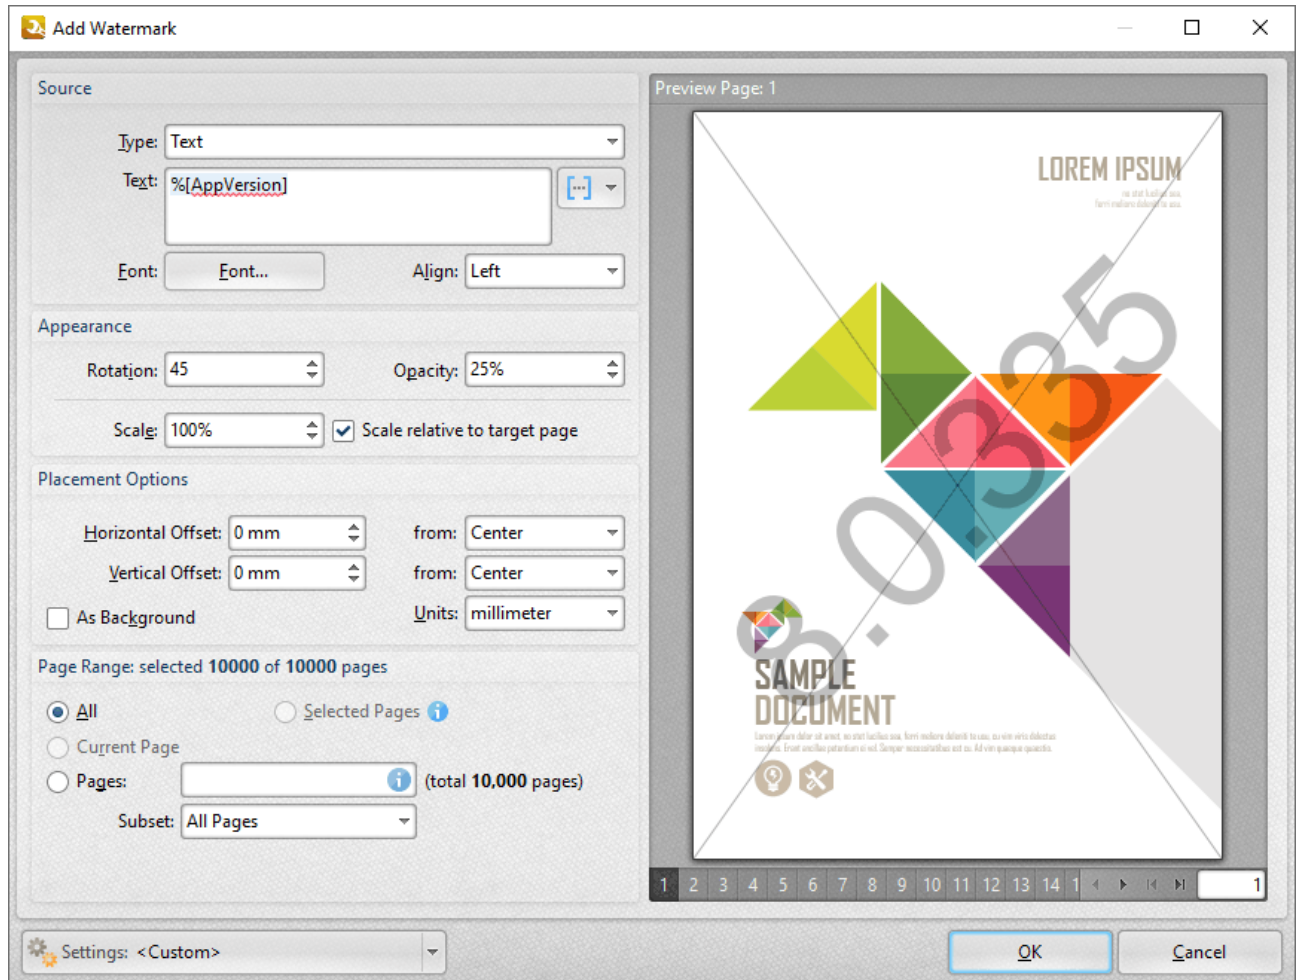 Add Watermark
Source
Type: Text
Text: %[AppVersion]
Font: Font... Align: Left
Appearance
Rotation: 45 Opacity: 25%
Scale: 100% Scale relative to target page
Placement Options
Horizontal Offset: 0 mm from: Center
Vertical Offset: 0 mm from: Center
As Background Units: millimeter
Page Range: selected 10000 of 10000 pages
All Selected Pages
Current Page
Pages: (total 10,000 pages)
Subset: All Pages
Settings: <Custom>
Preview Page: 1
LOREM IPSUM
8.0.335
SAMPLE
DOCUMENT
1 2 3 4 5 6 7 8 9 10 11 12 13 14 1 1
OK Cancel